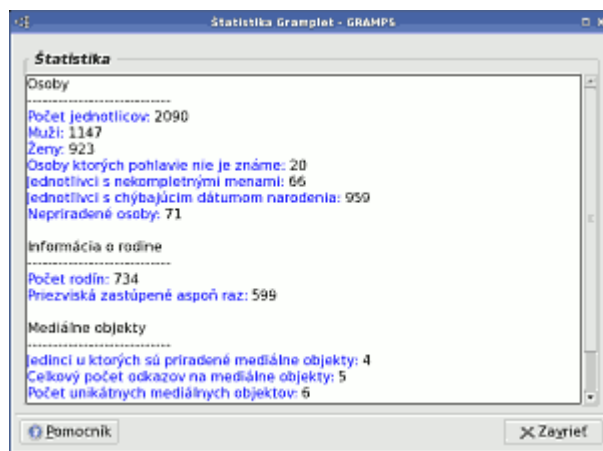 Štatistika Gramplet - GRAMPS
Štatistika
Osoby
----------------------------
Počet jednotlicov: 2090
Muži: 1147
Ženy: 923
Osoby ktorých pohlavie nie je známe: 20
Jednotlivci s nekompletnými menami: 66
Jednotlivci s chýbajúcim dátumom narodenia: 959
Nepriradené osoby: 71
Informácia o rodine
----------------------------
Počet rodín: 734
Priezviská zastúpené aspoň raz: 599
Mediálne objekty
----------------------------
Jedinci u ktorých sú priradené mediálne objekty: 4
Celkový počet odkazov na mediálne objekty: 5
Počet unikátnych mediálnych objektov: 6
Pomocník
Zavrieť